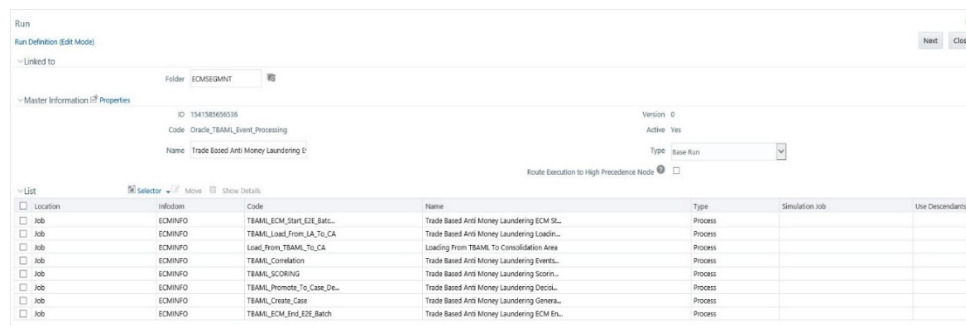 Run
Run Definition (Edit Mode)
Next Clos
Linked to
Folder ECMSEGMNT
Master Information Properties
ID 1541585656536 Version 0
Code Oracle_TBAML_Event_Processing Active Yes
Name Trade Based Anti Money Laundering E Type Base Run
Route Execution to High Precedence Node
List Selector Move Show Details
Location Infodom Code Name Type Simulation Job Use Descendants
Job ECMINFO TBAML_ECM_Start_E2E_Batc... Trade Based Anti Money Laundering ECM St... Process
Job ECMINFO TBAML_Load_From_LA_To_CA Trade Based Anti Money Laundering Loadin... Process
Job ECMINFO Load_From_TBAML_To_CA Loading From TBAML To Consolidation Area Process
Job ECMINFO TBAML_Correlation Trade Based Anti Money Laundering Events... Process
Job ECMINFO TBAML_SCORING Trade Based Anti Money Laundering Scorin... Process
Job ECMINFO TBAML_Promote_To_Case_De... Trade Based Anti Money Laundering Decisi... Process
Job ECMINFO TBAML_Create_Case Trade Based Anti Money Laundering Genera... Process
Job ECMINFO TBAML_ECM_End_E2E_Batch Trade Based Anti Money Laundering ECM En... Process